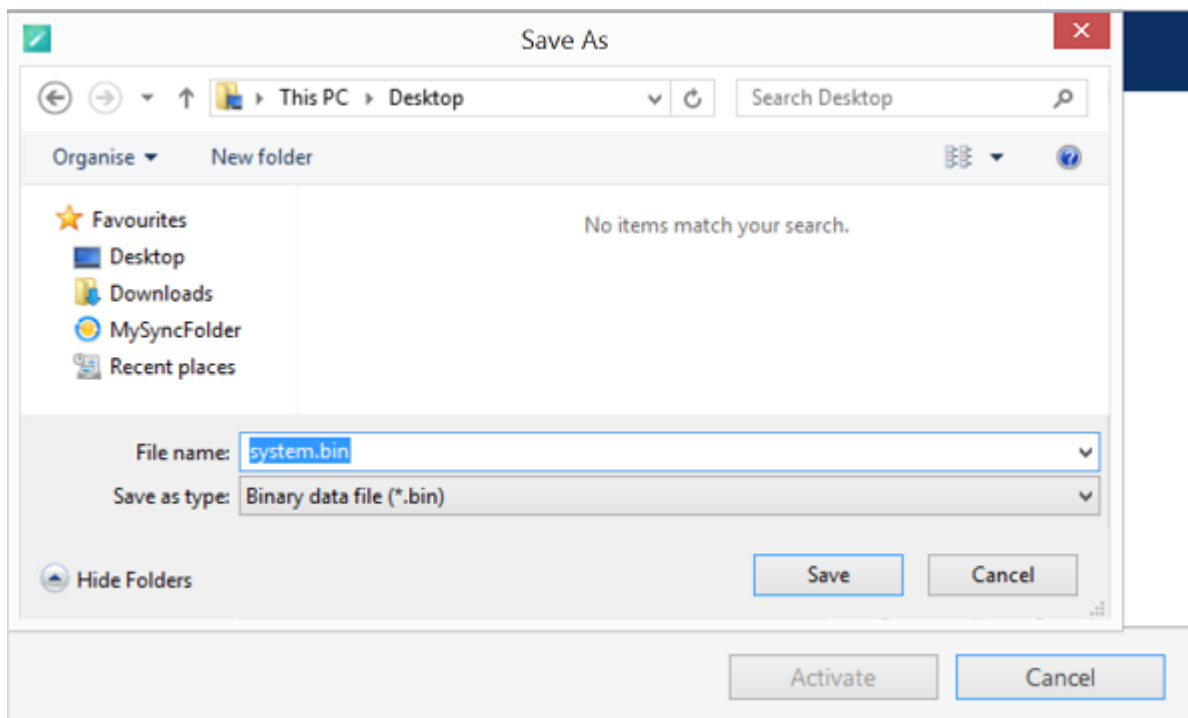 Save As
This PC Desktop
Search Desktop
Organise
New folder
Favourites
Desktop
Downloads
MySyncFolder
Recent places
No items match your search.
File name: system.bin
Save as type: Binary data file (*.bin)
Hide Folders
Save
Cancel
Activate
Cancel